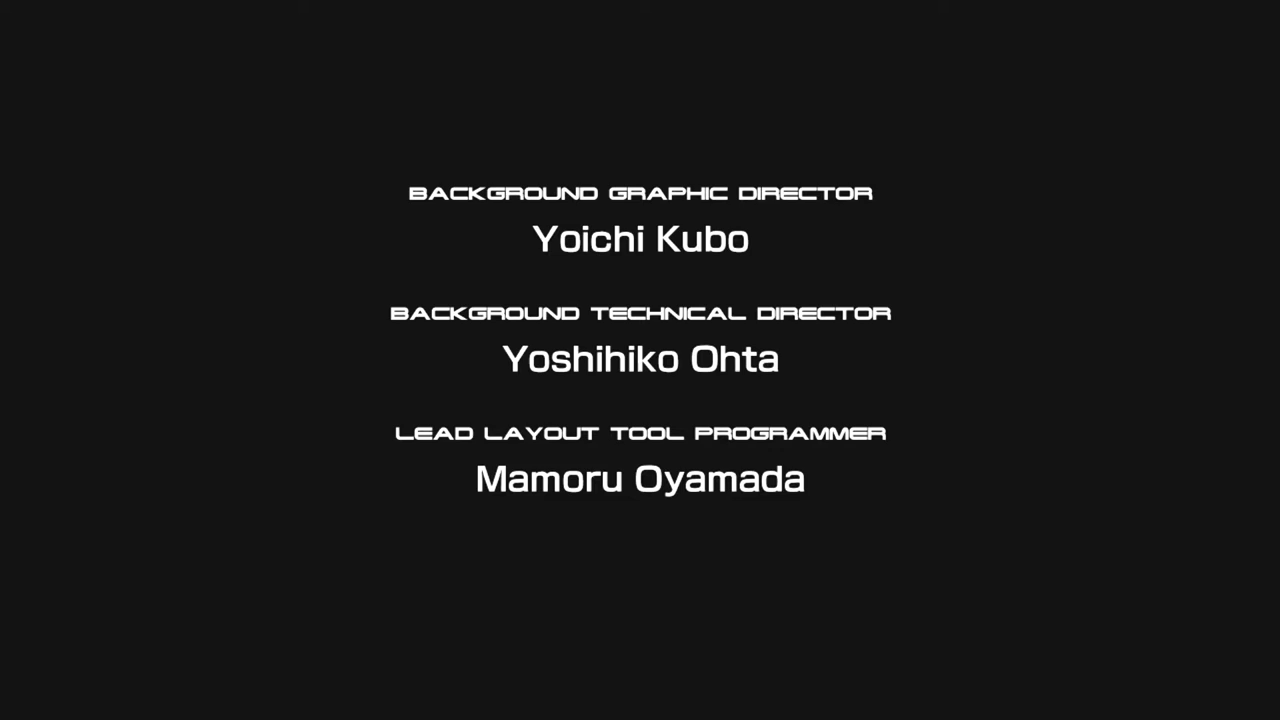 BACKGROUND GRAPHIC DIRECTOR
Yoichi Kubo
BACKGROUND TECHNICAL DIRECTOR
Yoshihiko Ohta
LEAD LAYOUT TOOL PROGRAMMER
Mamoru Oyamada